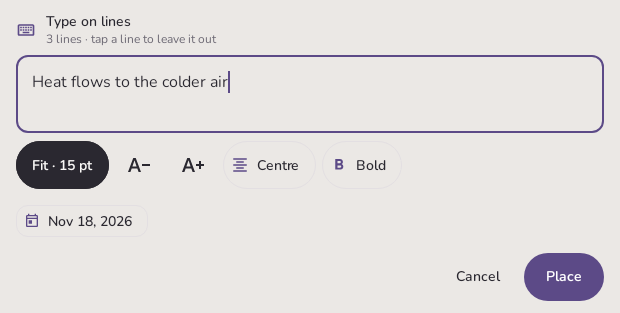 Type on lines
3 lines · tap a line to leave it out
Heat flows to the colder air
Fit · 15 pt A− A+ Centre B Bold
Nov 18, 2026
Cancel Place